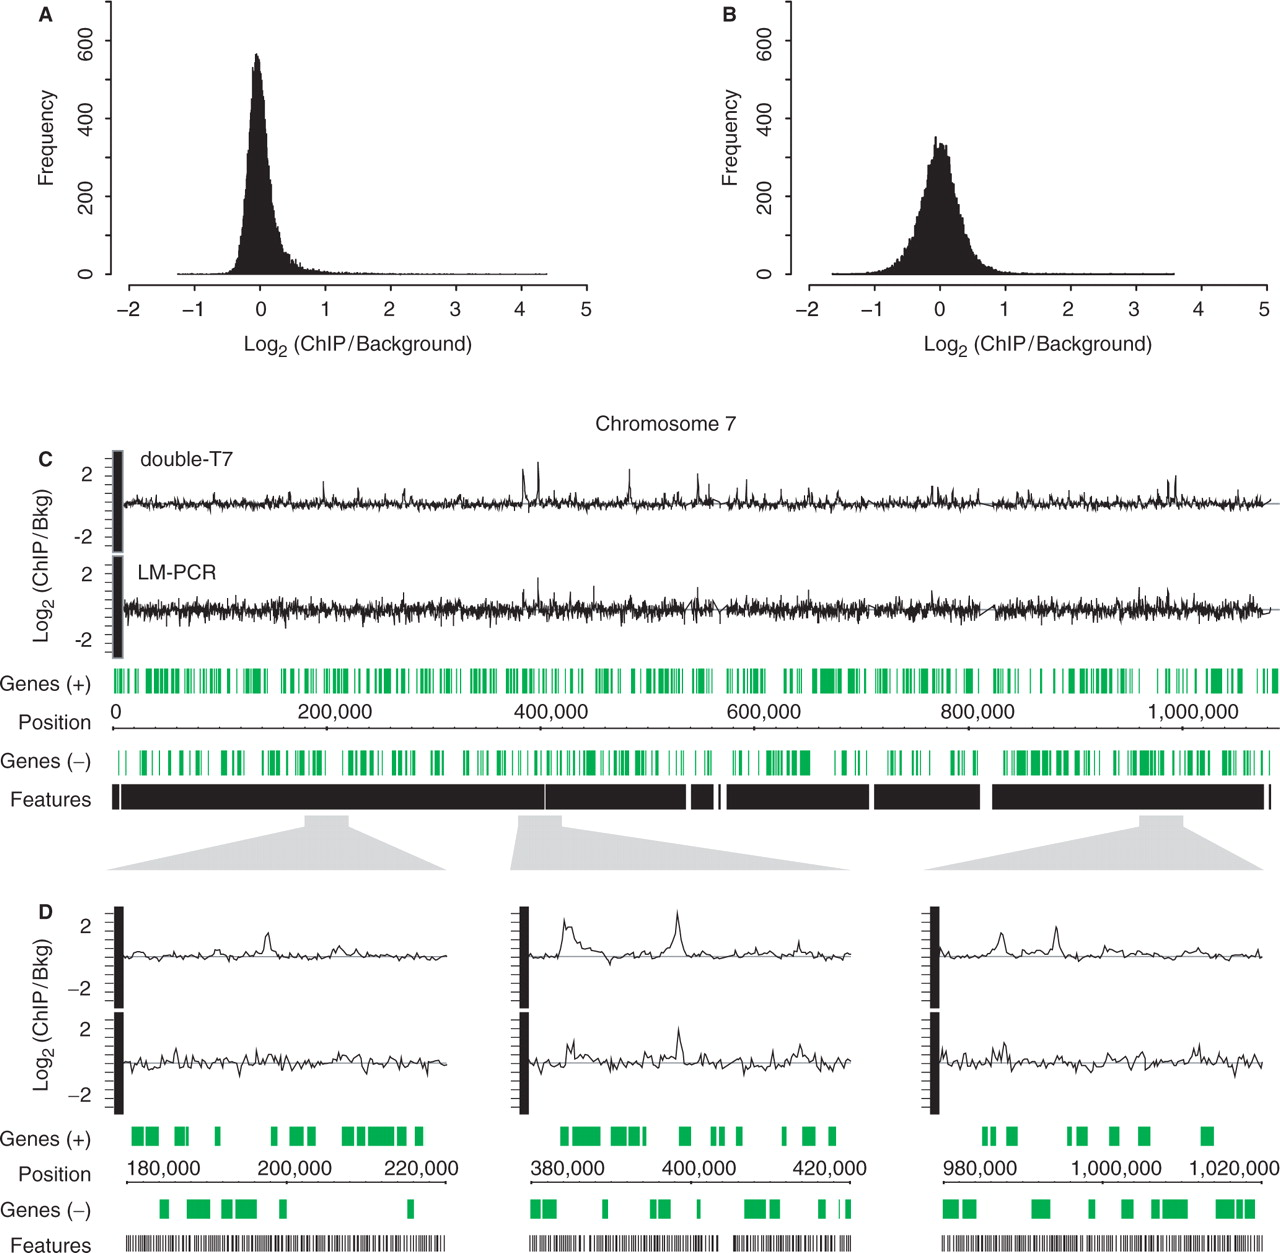 A
B
600
400
200
0
Frequency
−2 −1 0 1 2 3 4 5
Log2 (ChIP/Background)
600
400
200
0
Frequency
−2 −1 0 1 2 3 4 5
Log2 (ChIP/Background)
Chromosome 7
C
double-T7
2
-2
LM-PCR
2
-2
Log2 (ChIP/Bkg)
Genes (+)
Position
0 200,000 400,000 600,000 800,000 1,000,000
Genes (−)
Features
D
2
−2
2
−2
Log2 (ChIP/Bkg)
Genes (+)
Position
180,000 200,000 220,000 380,000 400,000 420,000 980,000 1,000,000 1,020,000
Genes (−)
Features